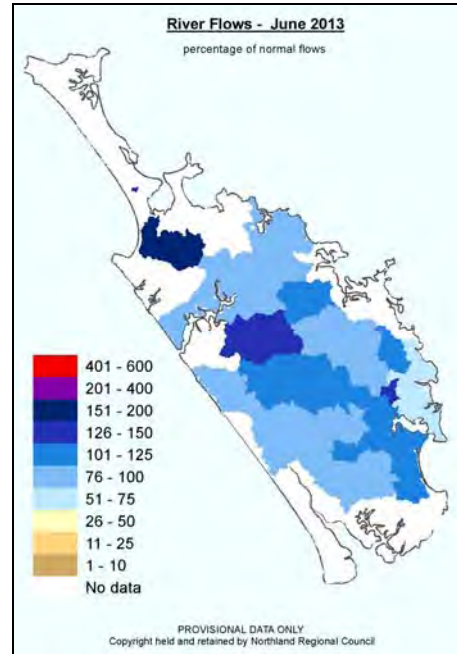 River Flows - June 2013
percentage of normal flows
401 - 600
201 - 400
151 - 200
126 - 150
101 - 125
76 - 100
51 - 75
26 - 50
11 - 25
1 - 10
No data
PROVISIONAL DATA ONLY
Copyright held and retained by Northland Regional Council